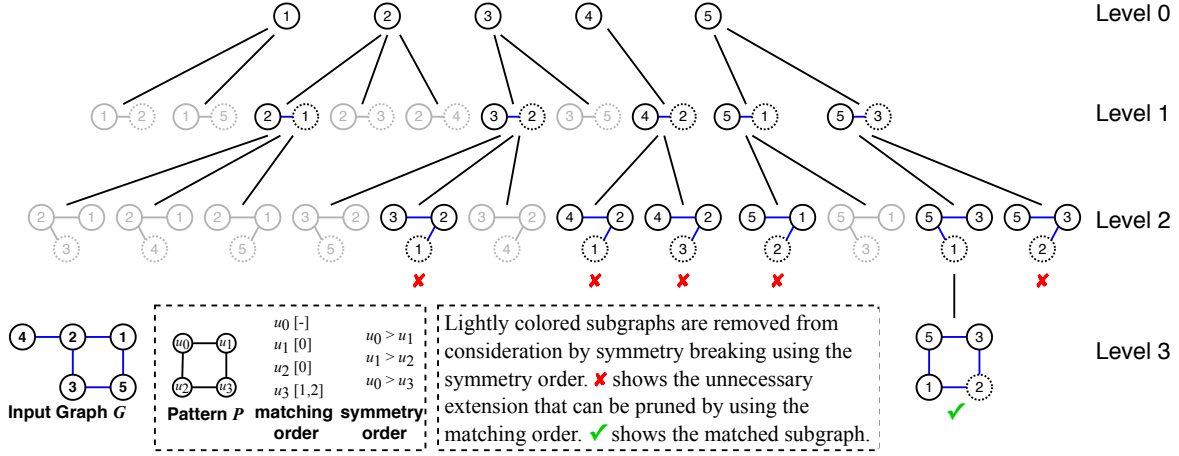 1 2 3 4 5 Level 0
1 2 1 5 2 1 2 3 2 4 3 2 3 5 4 2 5 1 5 3 Level 1
2 1 2 1 2 1 3 2 3 2 3 2 4 2 4 2 5 1 5 1 5 3 5 3 Level 2
3 4 5 5 1 4 1 3 2 3 1 2
✘ ✘ ✘ ✘ ✘
5 3 Level 3
1 2
✓
4 2 1
3 5
Input Graph G
u0 u1
u2 u3
Pattern P
u0 [-]
u1 [0]
u2 [0]
u3 [1,2]
matching
order
u0 > u1
u1 > u2
u0 > u3
symmetry
order
Lightly colored subgraphs are removed from
consideration by symmetry breaking using the
symmetry order. ✘ shows the unnecessary
extension that can be pruned by using the
matching order. ✓ shows the matched subgraph.